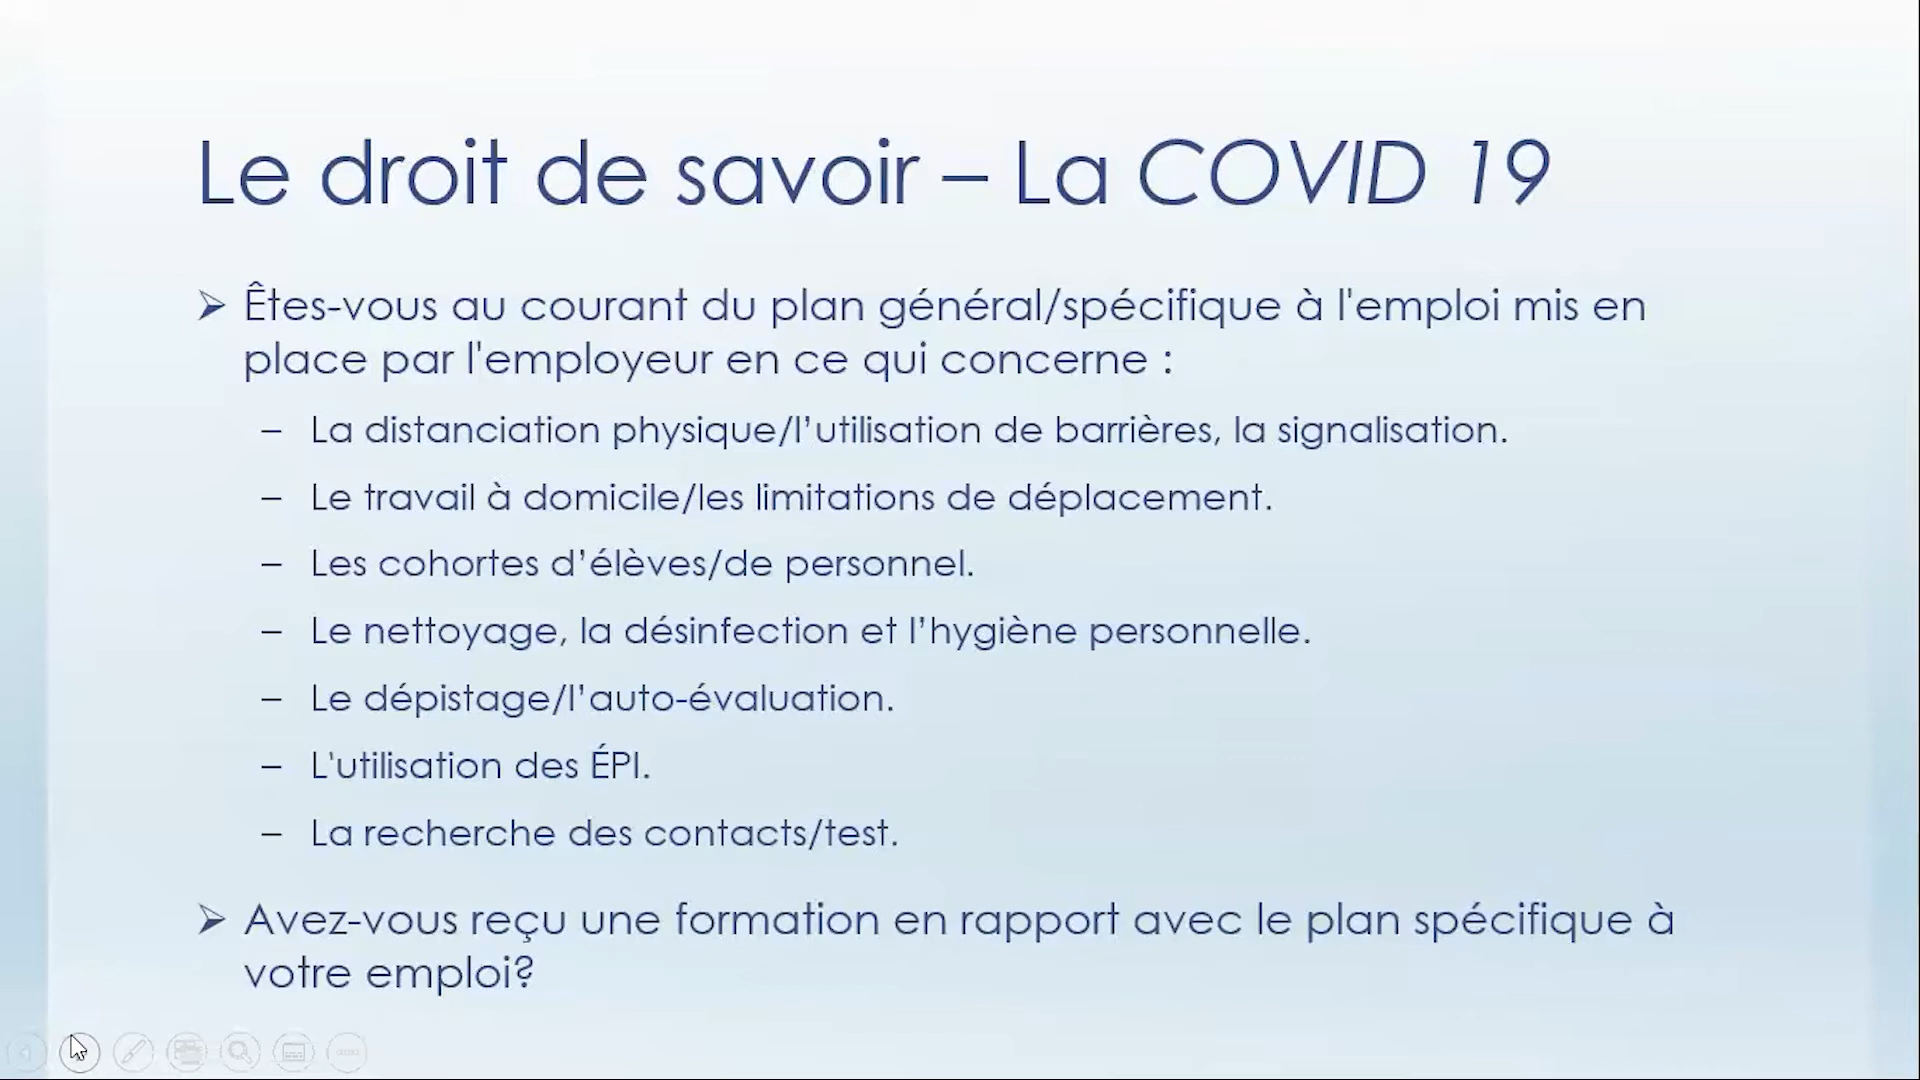 Le droit de savoir – La COVID 19
➢ Êtes-vous au courant du plan général/spécifique à l'emploi mis en
place par l'employeur en ce qui concerne :
– La distanciation physique/l’utilisation de barrières, la signalisation.
– Le travail à domicile/les limitations de déplacement.
– Les cohortes d’élèves/de personnel.
– Le nettoyage, la désinfection et l’hygiène personnelle.
– Le dépistage/l’auto-évaluation.
– L'utilisation des ÉPI.
– La recherche des contacts/test.
➢ Avez-vous reçu une formation en rapport avec le plan spécifique à
votre emploi?